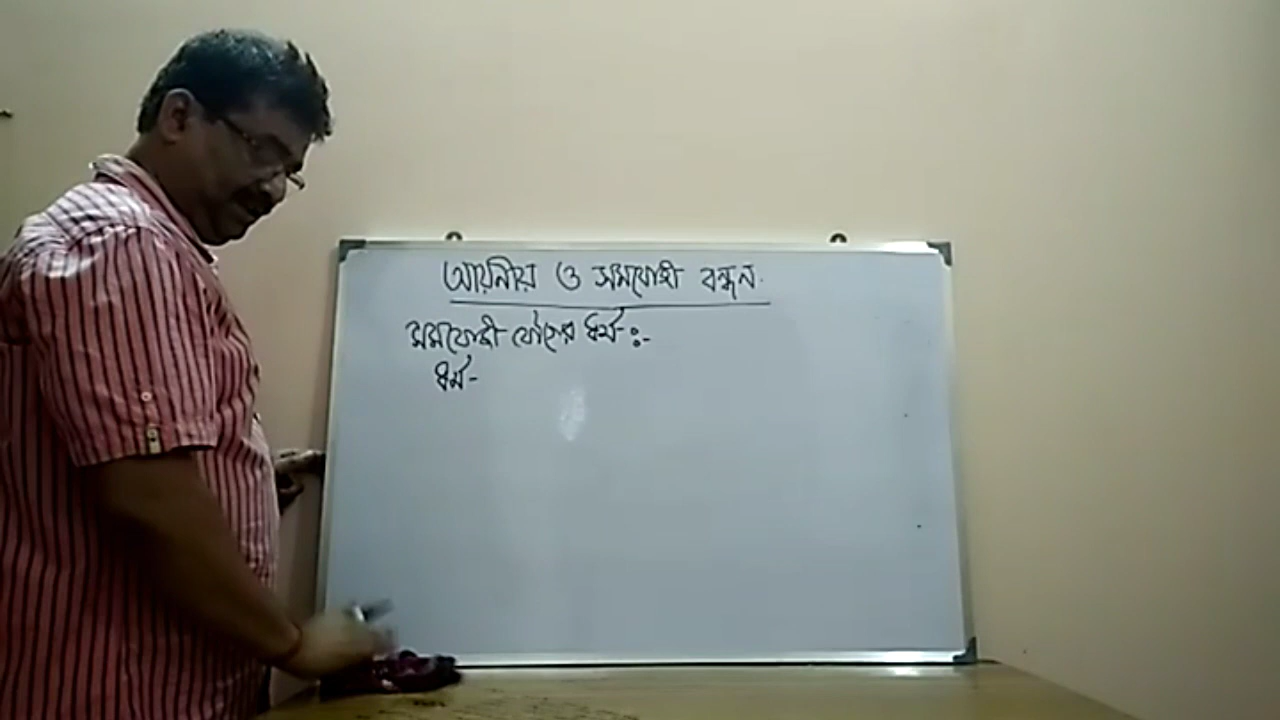 আয়নীয় ও সমযোজী বন্ধন.
সমযোজী যৌগের ধর্ম :-
ধর্ম-